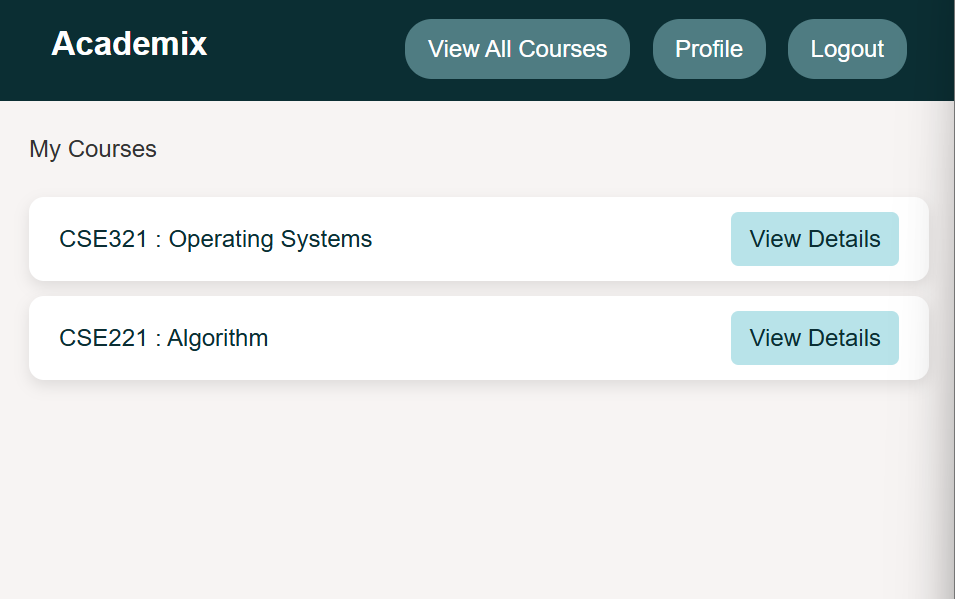 Academix
View All Courses
Profile
Logout
My Courses
CSE321 : Operating Systems
View Details
CSE221 : Algorithm
View Details